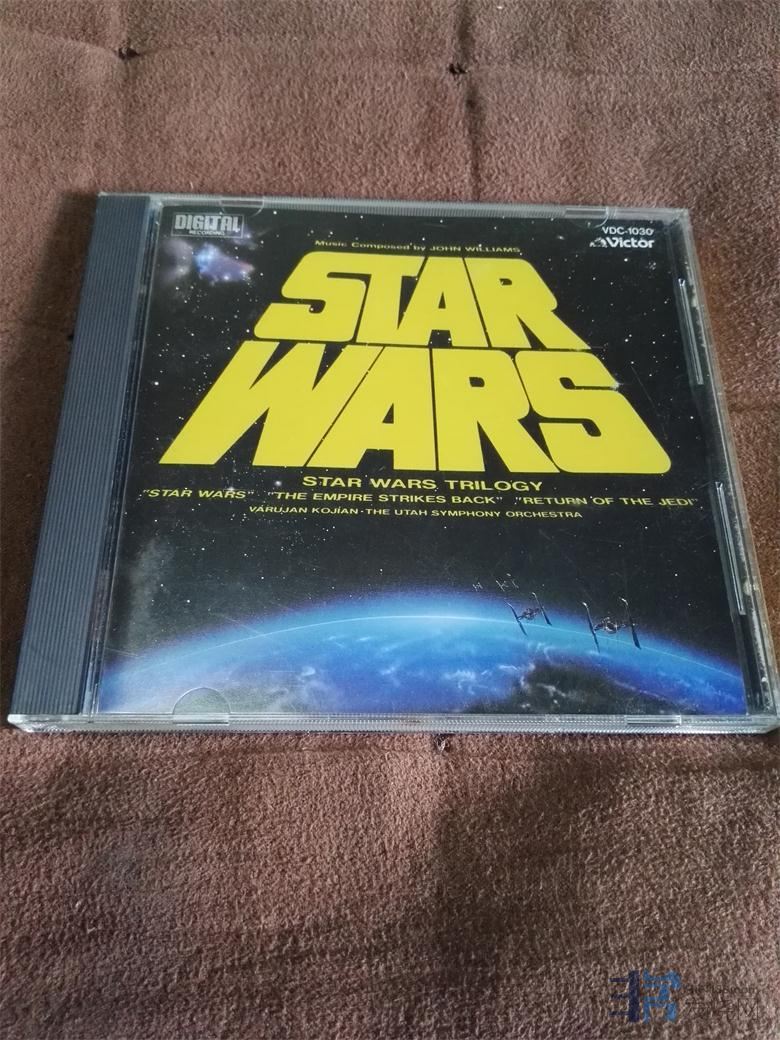 DIGITAL
RECORDING
VDC-1030
Victor
Music Composed by JOHN WILLIAMS
STAR
WARS
STAR WARS TRILOGY
"STAR WARS" "THE EMPIRE STRIKES BACK" "RETURN OF THE JEDI"
VARUJAN KOJIAN · THE UTAH SYMPHONY ORCHESTRA